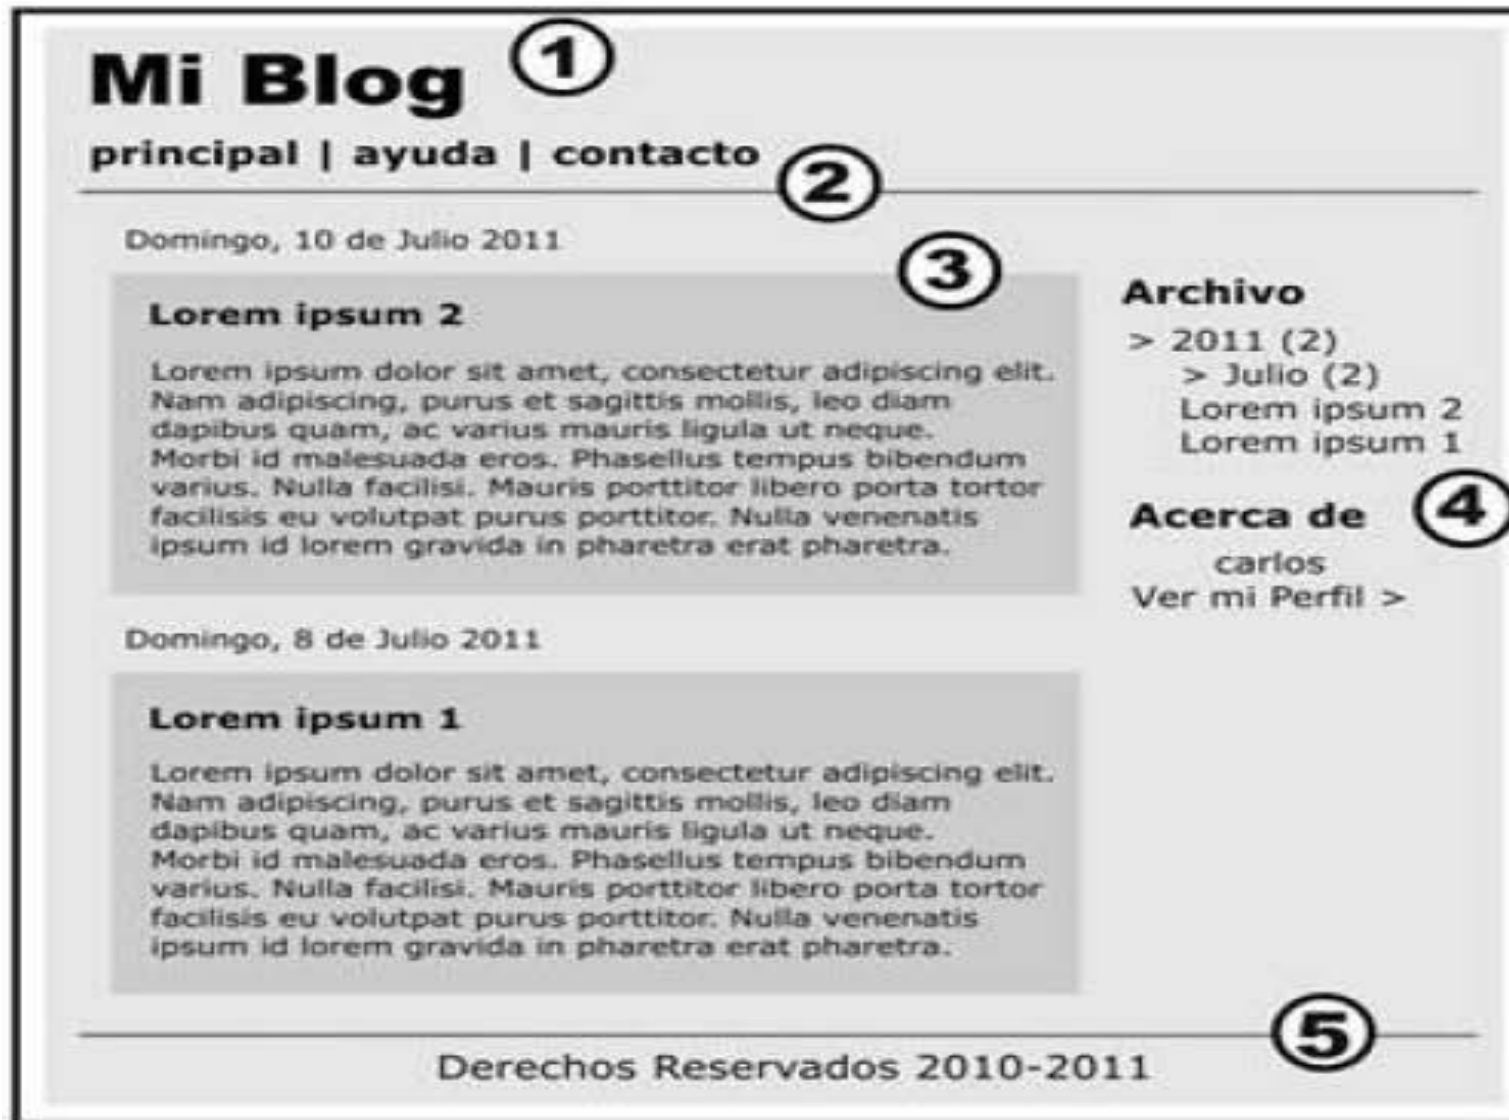 Mi Blog
1
principal | ayuda | contacto
2
Domingo, 10 de Julio 2011
3
Lorem ipsum 2
Lorem ipsum dolor sit amet, consectetur adipiscing elit.
Nam adipiscing, purus et sagittis mollis, leo diam
dapibus quam, ac varius mauris ligula ut neque.
Morbi id malesuada eros. Phasellus tempus bibendum
varius. Nulla facilisi. Mauris porttitor libero porta tortor
facilisis eu volutpat purus porttitor. Nulla venenatis
ipsum id lorem gravida in pharetra erat pharetra.
Domingo, 8 de Julio 2011
Lorem ipsum 1
Lorem ipsum dolor sit amet, consectetur adipiscing elit.
Nam adipiscing, purus et sagittis mollis, leo diam
dapibus quam, ac varius mauris ligula ut neque.
Morbi id malesuada eros. Phasellus tempus bibendum
varius. Nulla facilisi. Mauris porttitor libero porta tortor
facilisis eu volutpat purus porttitor. Nulla venenatis
ipsum id lorem gravida in pharetra erat pharetra.
Archivo
> 2011 (2)
> Julio (2)
Lorem ipsum 2
Lorem ipsum 1
4
Acerca de
carlos
Ver mi Perfil >
5
Derechos Reservados 2010-2011